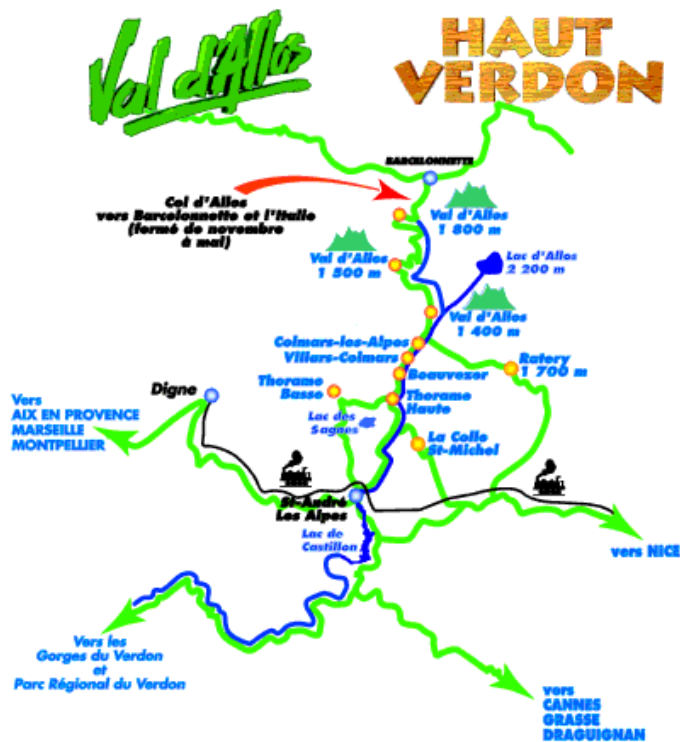 Val d'Allos
HAUT
VERDON
BARCELONNETTE
Col d'Allos
vers Barcelonnette et l'Italie
(fermé de novembre
à mai)
Val d'Allos
1 800 m
Val d'Allos
1 500 m
Lac d'Allos
2 200 m
Val d'Allos
1 400 m
Colmars-les-Alpes
Villars-Colmars
Ratery
1 700 m
Beauvezer
Thorame
Basse
Digne
Thorame
Haute
Vers
AIX EN PROVENCE
MARSEILLE
MONTPELLIER
Lac des
Sagnes
La Colle
St-Michel
St-André
Les Alpes
Lac de
Castillon
vers NICE
Vers les
Gorges du Verdon
et
Parc Régional du Verdon
vers
CANNES
GRASSE
DRAGUIGNAN